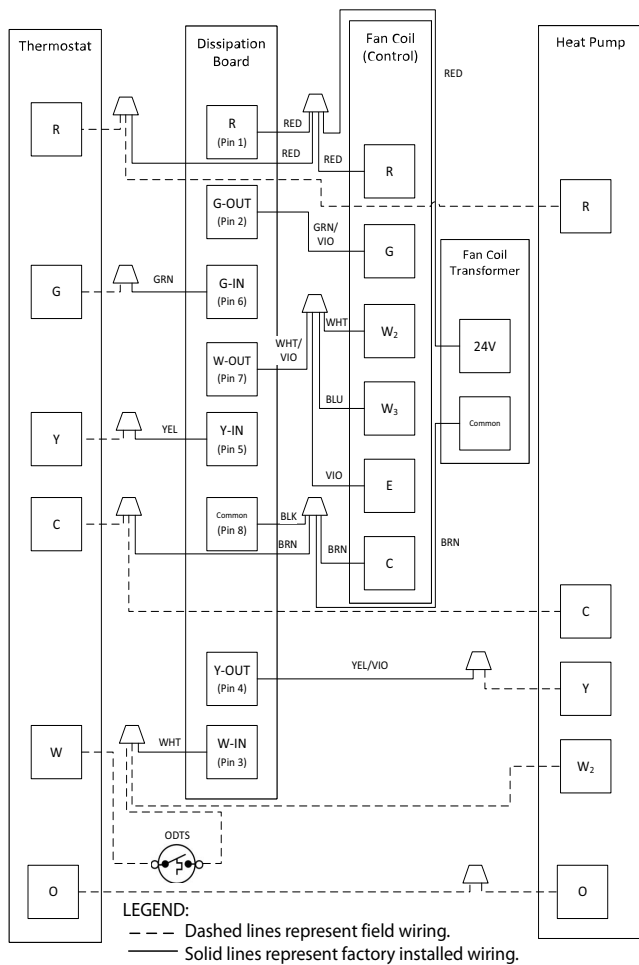 Thermostat
Dissipation
Board
Fan Coil
(Control)
Heat Pump
RED
R
R
(Pin 1)
RED
RED
RED
R
R
G-OUT
(Pin 2)
GRN/
VIO
G
Fan Coil
Transformer
G
GRN
G-IN
(Pin 6)
WHT
W2
24V
W-OUT
(Pin 7)
WHT/
VIO
BLU
W3
Common
Y
YEL
Y-IN
(Pin 5)
VIO
E
C
Common
(Pin 8)
BLK
BRN
BRN
C
BRN
C
Y-OUT
(Pin 4)
YEL/VIO
Y
W
WHT
W-IN
(Pin 3)
W2
ODTS
O
O
LEGEND:
Dashed lines represent field wiring.
Solid lines represent factory installed wiring.